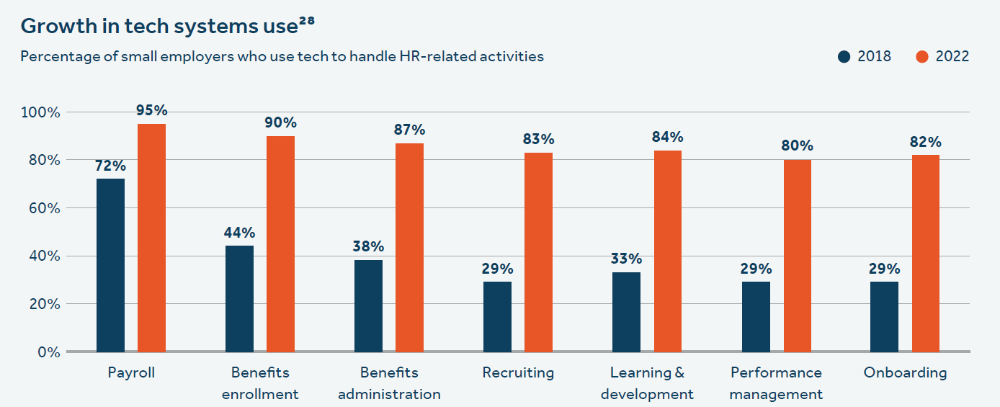 Growth in tech systems use²⁸
Percentage of small employers who use tech to handle HR-related activities
2018 2022
100%
80%
60%
40%
20%
0%
72% 95%
44% 90%
38% 87%
29% 83%
33% 84%
29% 80%
29% 82%
Payroll
Benefits
enrollment
Benefits
administration
Recruiting
Learning &
development
Performance
management
Onboarding